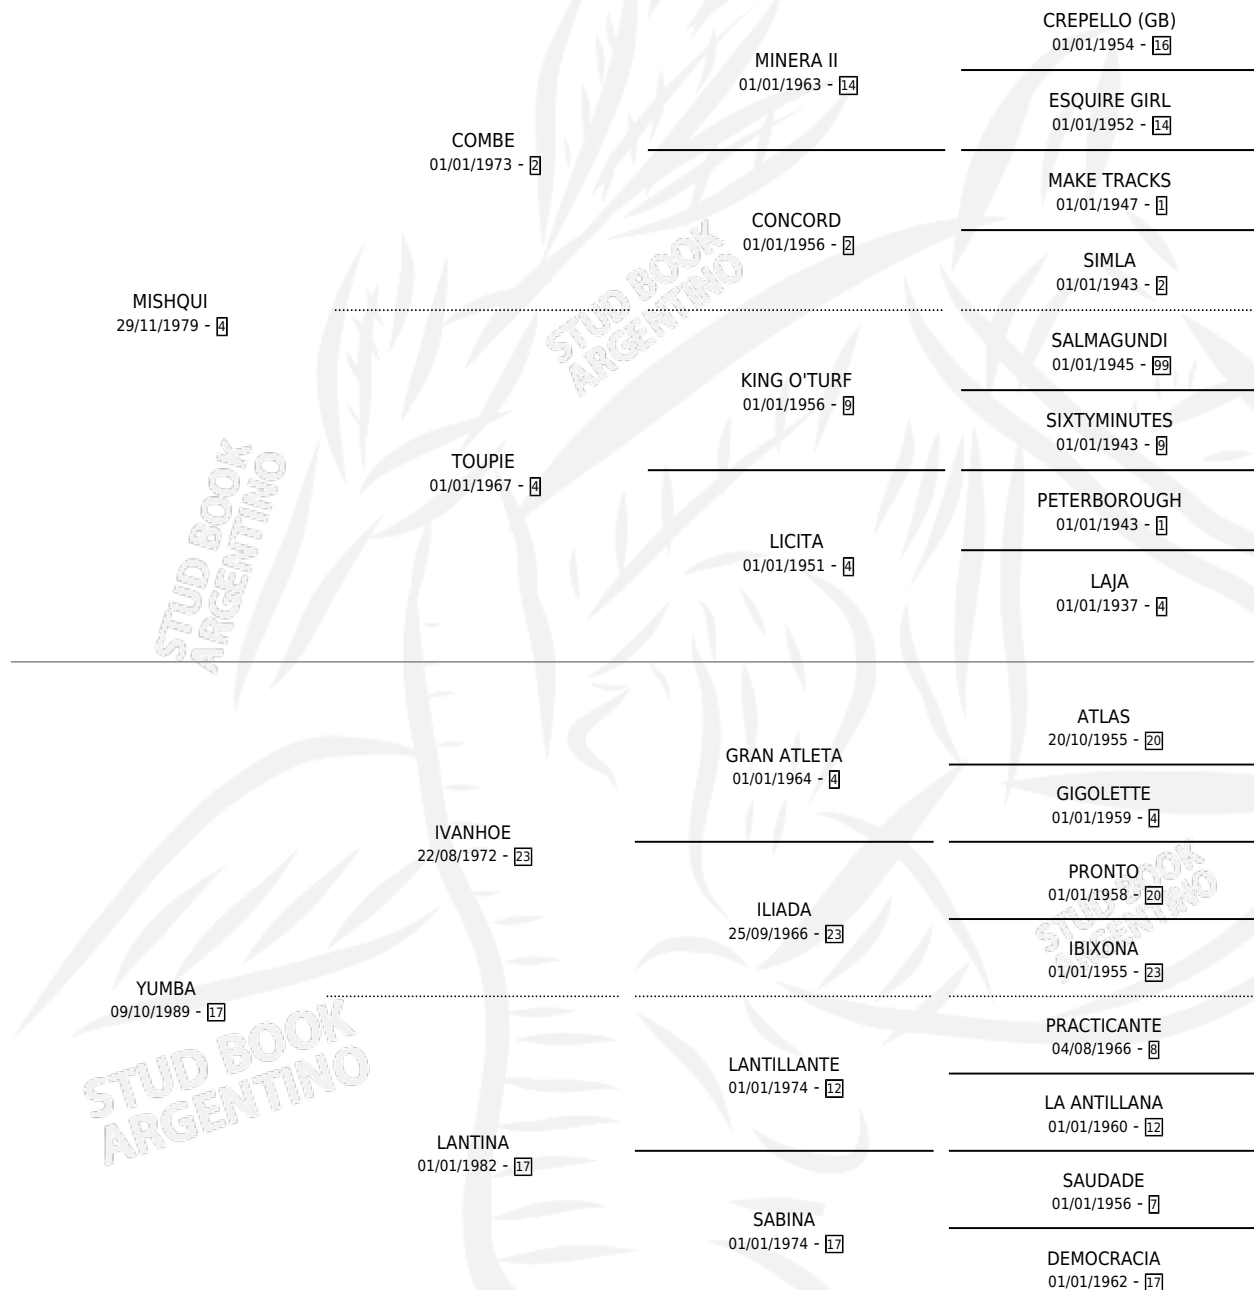 CREPELLO (GB)
01/01/1954 - 16
MINERA II
01/01/1963 - 14
ESQUIRE GIRL
01/01/1952 - 14
COMBE
01/01/1973 - 2
MAKE TRACKS
01/01/1947 - 1
CONCORD
01/01/1956 - 2
SIMLA
01/01/1943 - 2
MISHQUI
29/11/1979 - 4
SALMAGUNDI
01/01/1945 - 99
KING O'TURF
01/01/1956 - 9
SIXTYMINUTES
01/01/1943 - 9
TOUPIE
01/01/1967 - 4
PETERBOROUGH
01/01/1943 - 1
LICITA
01/01/1951 - 4
LAJA
01/01/1937 - 4
STUD BOOK
ARGENTINO
STUD BOOK
ARGENTINO
ATLAS
20/10/1955 - 20
GRAN ATLETA
01/01/1964 - 4
GIGOLETTE
01/01/1959 - 4
IVANHOE
22/08/1972 - 23
PRONTO
01/01/1958 - 20
ILIADA
25/09/1966 - 23
IBIXONA
01/01/1955 - 23
YUMBA
09/10/1989 - 17
PRACTICANTE
04/08/1966 - 8
LANTILLANTE
01/01/1974 - 12
LA ANTILLANA
01/01/1960 - 12
LANTINA
01/01/1982 - 17
SAUDADE
01/01/1956 - 7
SABINA
01/01/1974 - 17
DEMOCRACIA
01/01/1962 - 17
STUD BOOK
ARGENTINO
STUD BOOK
ARGENTINO